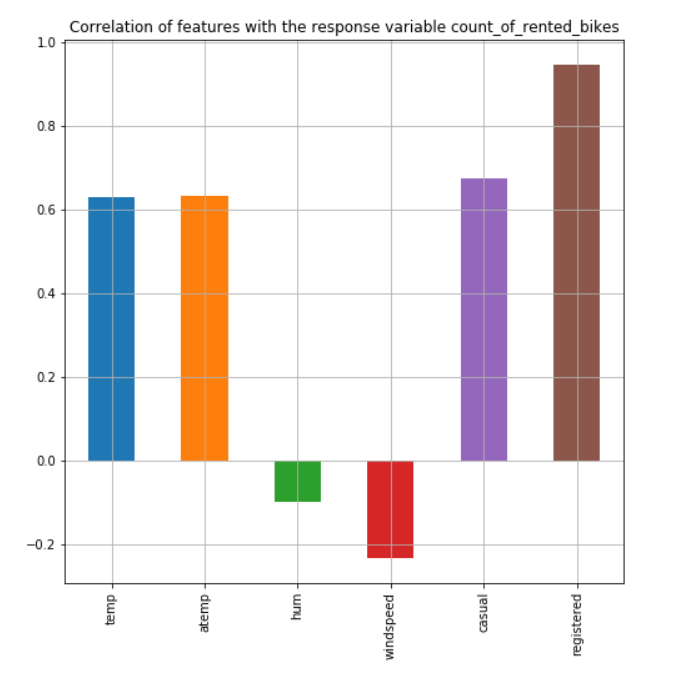 Correlation of features with the response variable count_of_rented_bikes
1.0
0.8
0.6
0.4
0.2
0.0
−0.2
temp
atemp
hum
windspeed
casual
registered